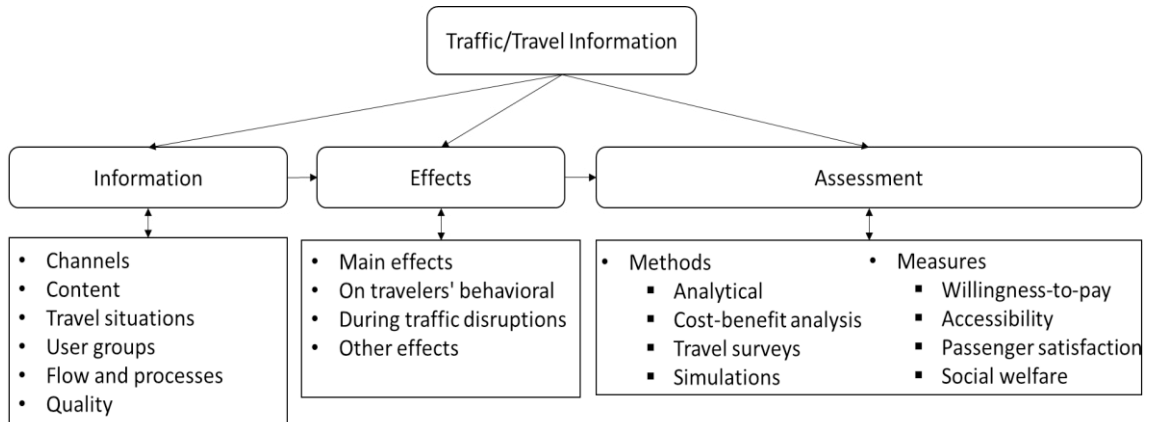 Traffic/Travel Information
Information
Effects
Assessment
• Channels
• Content
• Travel situations
• User groups
• Flow and processes
• Quality
• Main effects
• On travelers' behavioral
• During traffic disruptions
• Other effects
• Methods
▪ Analytical
▪ Cost-benefit analysis
▪ Travel surveys
▪ Simulations
• Measures
▪ Willingness-to-pay
▪ Accessibility
▪ Passenger satisfaction
▪ Social welfare